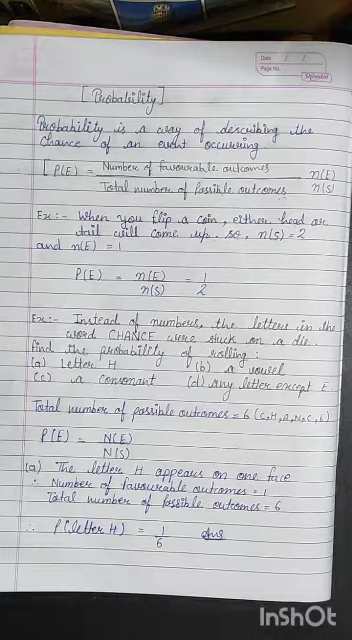 Date / /
Page No.
[Probability]
Probability is a way of describing the
Chance of an event occurring.
[P(E) = Number of favourable outcomes n(E)
Total number of Possible outcomes n(S)
Ex:- When you flip a coin, either head or
tail will come up. so, n(S) = 2
and n(E) = 1
P(E) = n(E) = 1
n(S) 2
Ex:- Instead of numbers, the letters in the
word CHANCE were stuck on a die.
Find the probability of rolling:
(a) Letter H (b) a vowel
(c) a consonant (d) any letter except E.
Total number of possible outcomes = 6 (C,H,A,N,C,E)
P(E) = N(E)
N(S)
(a) The letter H appears on one face
∴ Number of favourable outcomes = 1
Total number of possible outcomes = 6
∴ P(Letter H) = 1 Ans
6
InShOt